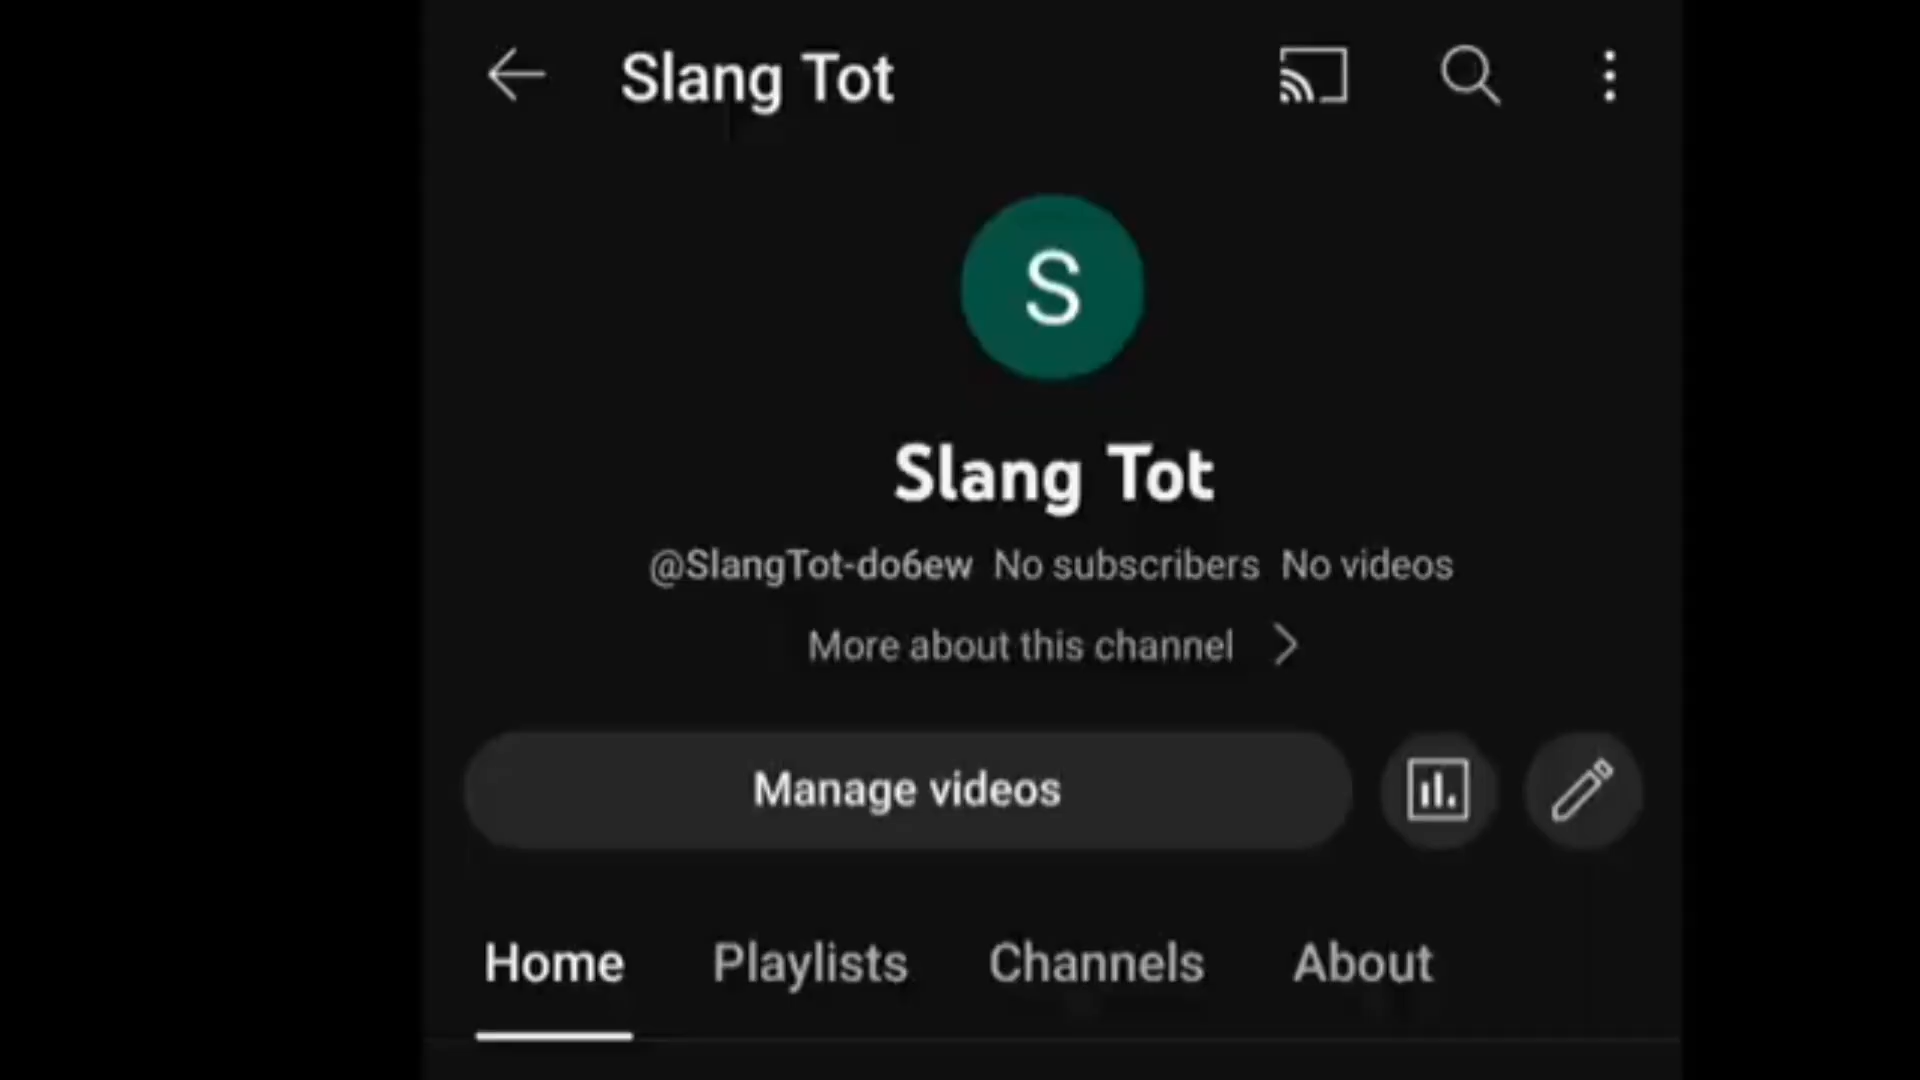 Slang Tot
S
Slang Tot
@SlangTot-do6ew No subscribers No videos
More about this channel
Manage videos
Home Playlists Channels About